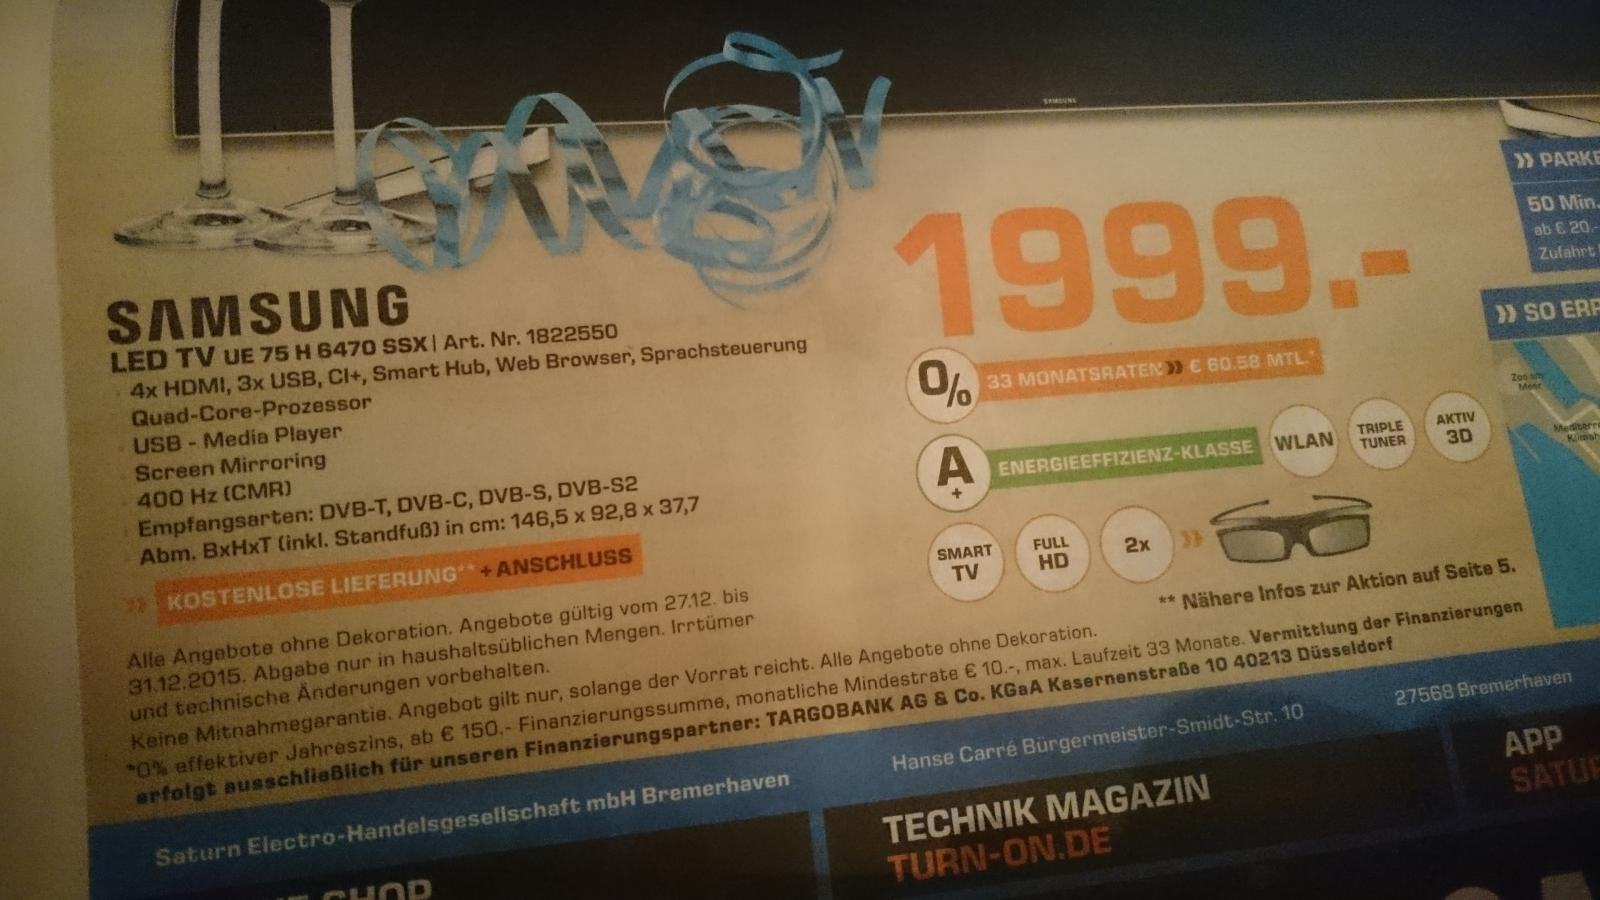 SAMSUNG
SAMSUNG
LED TV UE 75 H 6470 SSX | Art. Nr. 1822550
4x HDMI, 3x USB, CI+, Smart Hub, Web Browser, Sprachsteuerung
Quad-Core-Prozessor
USB - Media Player
Screen Mirroring
400 Hz (CMR)
Empfangsarten: DVB-T, DVB-C, DVB-S, DVB-S2
Abm. BxHxT (inkl. Standfuß) in cm: 146,5 x 92,8 x 37,7
» KOSTENLOSE LIEFERUNG** + ANSCHLUSS
1999.-
0% 33 MONATSRATEN » € 60.58 MTL.*
A+ ENERGIEEFFIZIENZ-KLASSE
WLAN
TRIPLE
TUNER
AKTIV
3D
SMART
TV
FULL
HD
2x »
** Nähere Infos zur Aktion auf Seite 5.
Alle Angebote ohne Dekoration. Angebote gültig vom 27.12. bis
31.12.2015. Abgabe nur in haushaltsüblichen Mengen. Irrtümer
und technische Änderungen vorbehalten.
Keine Mitnahmegarantie. Angebot gilt nur, solange der Vorrat reicht. Alle Angebote ohne Dekoration.
*0% effektiver Jahreszins, ab € 150.- Finanzierungssumme, monatliche Mindestrate € 10.-, max. Laufzeit 33 Monate. Vermittlung der Finanzierungen
erfolgt ausschließlich für unseren Finanzierungspartner: TARGOBANK AG & Co. KGaA Kasernenstraße 10 40213 Düsseldorf
» PARKE
50 Min.
ab € 20.-
Zufahrt
» SO ERR
Zoo am
Meer
Saturn Electro-Handelsgesellschaft mbH Bremerhaven
Hanse Carré Bürgermeister-Smidt-Str. 10
27568 Bremerhaven
SHOP
TECHNIK MAGAZIN
TURN-ON.DE
APP
SATUR